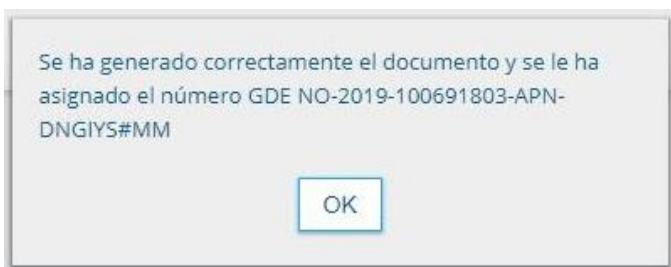 Se ha generado correctamente el documento y se le ha
asignado el número GDE NO-2019-100691803-APN-
DNGIYS#MM
OK